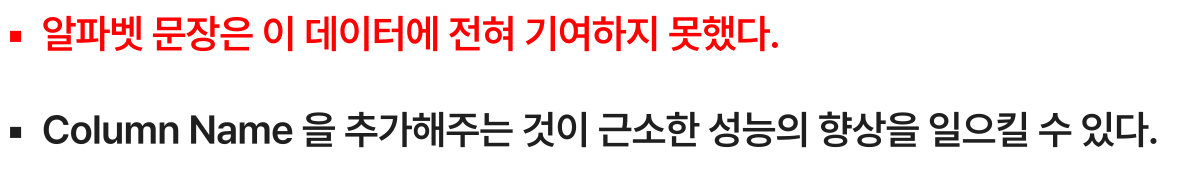 ▪ 알파벳 문장은 이 데이터에 전혀 기여하지 못했다.
▪ Column Name 을 추가해주는 것이 근소한 성능의 향상을 일으킬 수 있다.